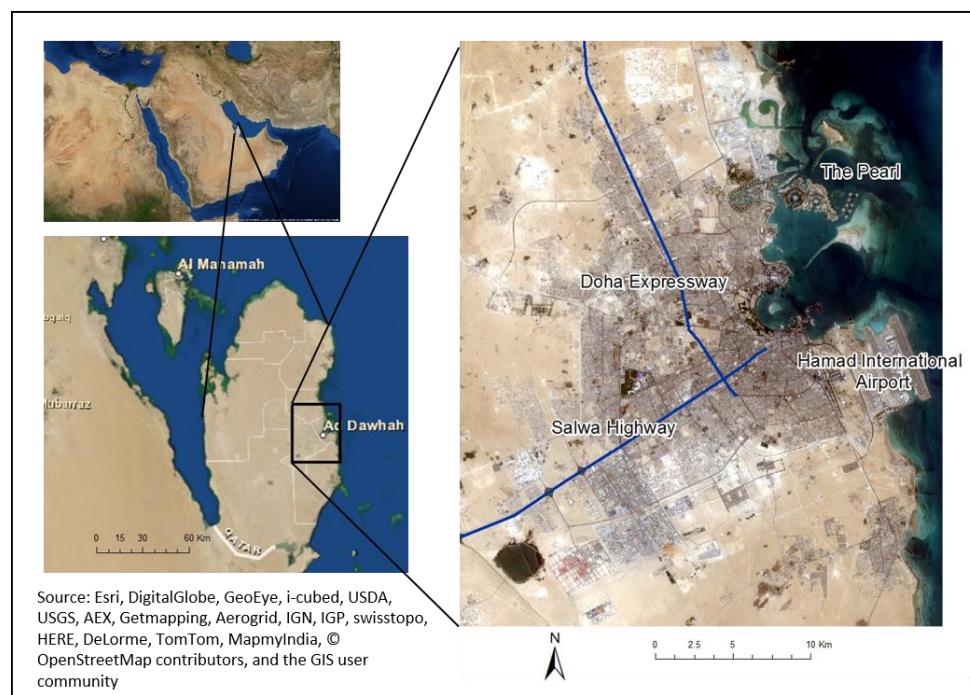 Al Manamah
bqaiq
Mubarraz
Ad Dawhah
QATAR
0 15 30 60 Km
Source: Esri, DigitalGlobe, GeoEye, i-cubed, USDA,
USGS, AEX, Getmapping, Aerogrid, IGN, IGP, swisstopo,
HERE, DeLorme, TomTom, MapmyIndia, ©
OpenStreetMap contributors, and the GIS user
community
The Pearl
Doha Expressway
Hamad International
Airport
Salwa Highway
N
0 2.5 5 10 Km